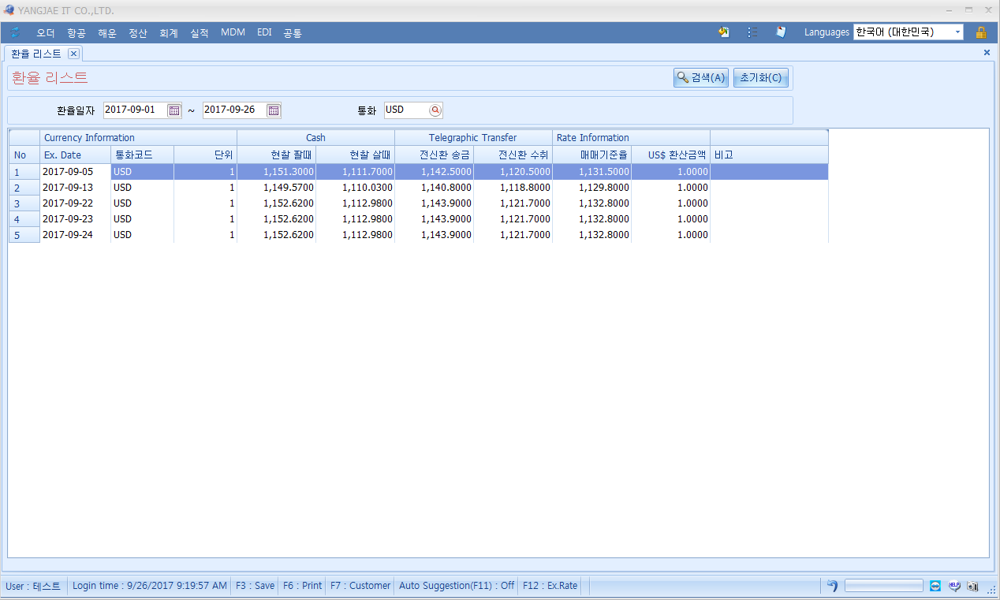 YANGJAE IT CO.,LTD.
오더 항공 해운 정산 회계 실적 MDM EDI 공통 Languages 한국어 (대한민국)
환율 리스트
환율 리스트 검색(A) 초기화(C)
환율일자 2017-09-01 ~ 2017-09-26 통화 USD
Currency Information Cash Telegraphic Transfer Rate Information
No Ex. Date 통화코드 단위 현찰 팔때 현찰 살때 전신환 송금 전신환 수취 매매기준율 US$ 환산금액 비고
1 2017-09-05 USD 1 1,151.3000 1,111.7000 1,142.5000 1,120.5000 1,131.5000 1.0000
2 2017-09-13 USD 1 1,149.5700 1,110.0300 1,140.8000 1,118.8000 1,129.8000 1.0000
3 2017-09-22 USD 1 1,152.6200 1,112.9800 1,143.9000 1,121.7000 1,132.8000 1.0000
4 2017-09-23 USD 1 1,152.6200 1,112.9800 1,143.9000 1,121.7000 1,132.8000 1.0000
5 2017-09-24 USD 1 1,152.6200 1,112.9800 1,143.9000 1,121.7000 1,132.8000 1.0000
User : 테스트 Login time : 9/26/2017 9:19:57 AM F3 : Save F6 : Print F7 : Customer Auto Suggestion(F11) : Off F12 : Ex.Rate HELP